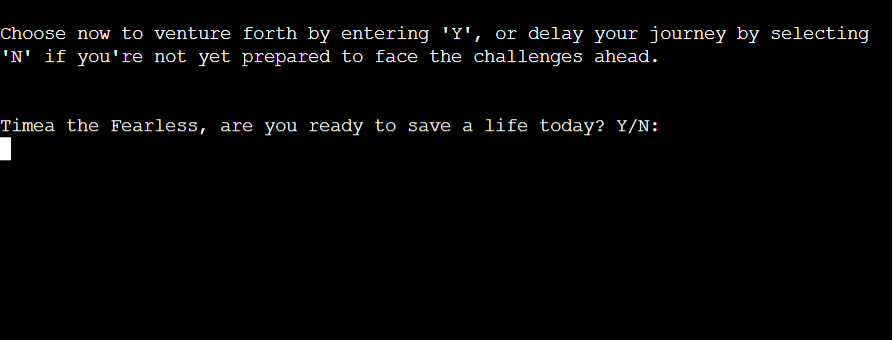 Choose now to venture forth by entering 'Y', or delay your journey by selecting
'N' if you're not yet prepared to face the challenges ahead.
Timea the Fearless, are you ready to save a life today? Y/N: